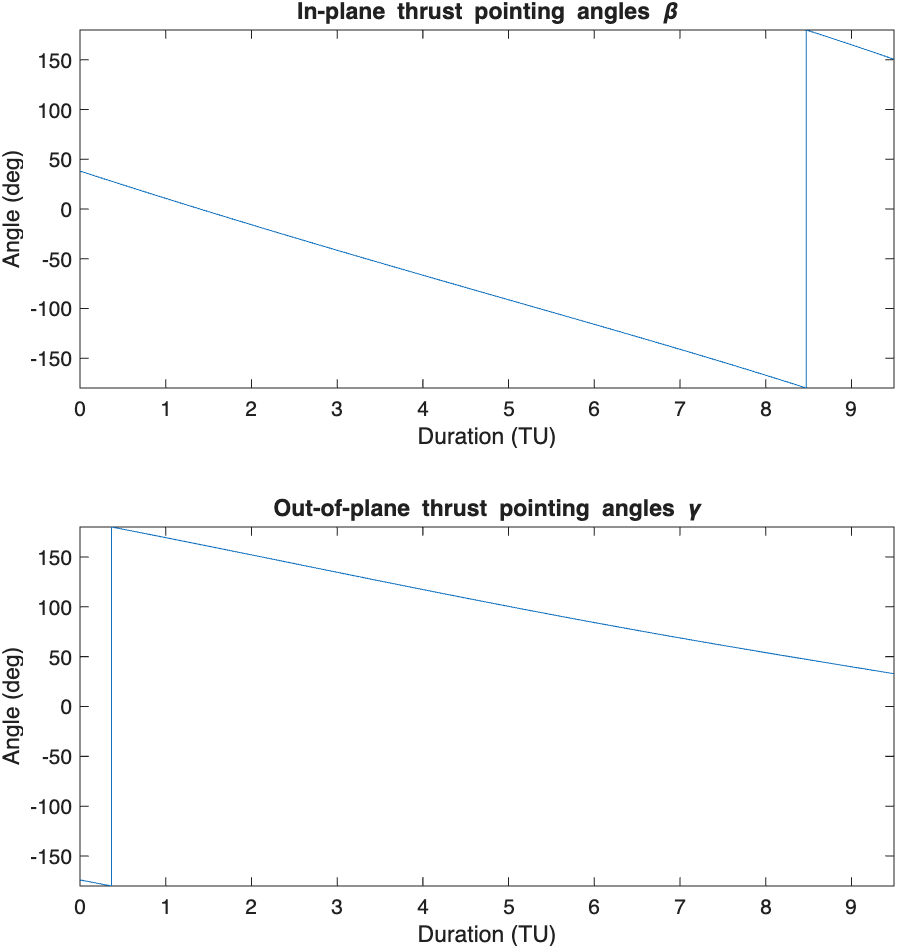 In-plane thrust pointing angles β
150
100
50
0
-50
-100
-150
Angle (deg)
0 1 2 3 4 5 6 7 8 9
Duration (TU)
Out-of-plane thrust pointing angles γ
150
100
50
0
-50
-100
-150
Angle (deg)
0 1 2 3 4 5 6 7 8 9
Duration (TU)